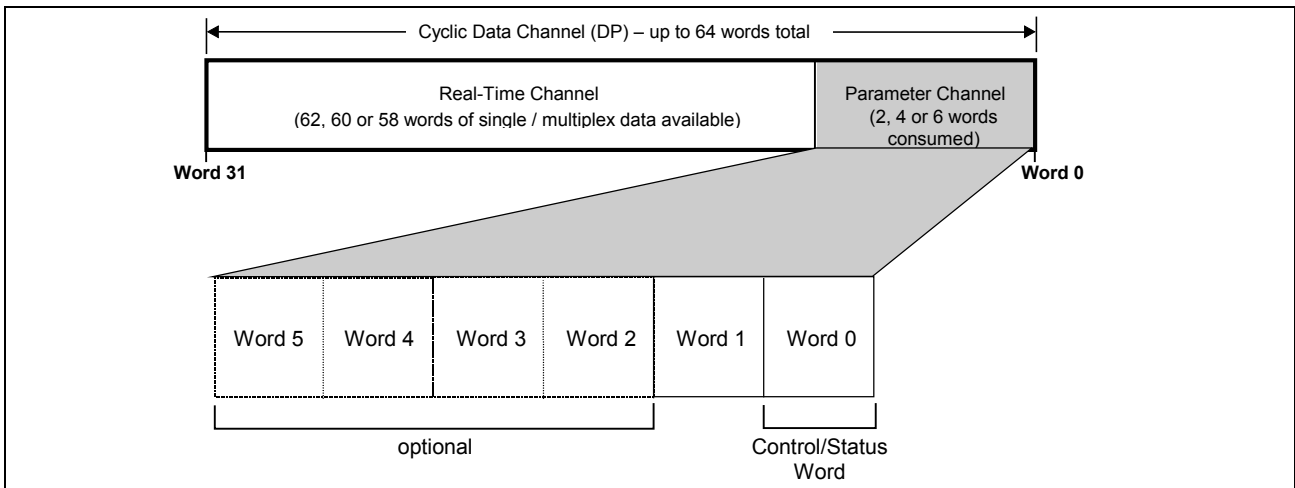 Cyclic Data Channel (DP) – up to 64 words total
Real-Time Channel
(62, 60 or 58 words of single / multiplex data available)
Parameter Channel
(2, 4 or 6 words
consumed)
Word 31
Word 0
Word 5
Word 4
Word 3
Word 2
Word 1
Word 0
optional
Control/Status
Word